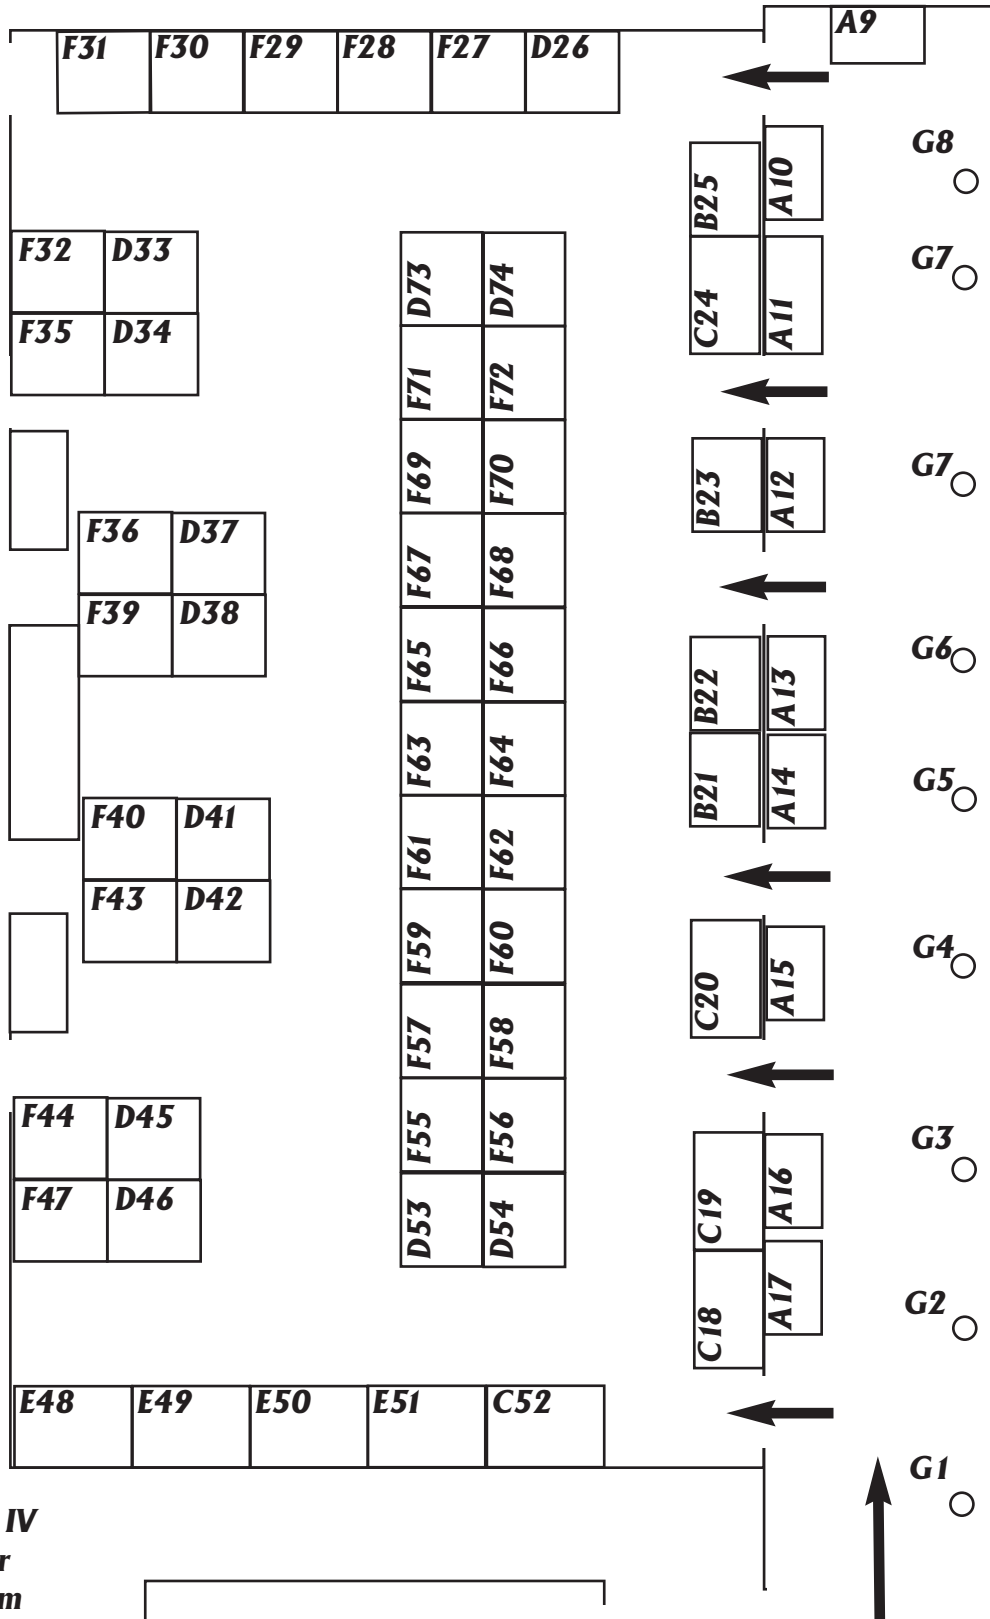 A9
F31 F30 F29 F28 F27 D26
G8
B25 A10
F32 D33
D73 D74
G7
C24 A11
F35 D34
F71 F72
F69 F70
B23 A12
G7
F36 D37
F67 F68
F39 D38
F65 F66
B22 A13
G6
F63 F64
B21 A14
G5
F40 D41
F61 F62
F43 D42
F59 F60
C20 A15
G4
F57 F58
F44 D45
F55 F56
C19 A16
G3
F47 D46
D53 D54
C18 A17
G2
E48 E49 E50 E51 C52
G1
IV
r
m